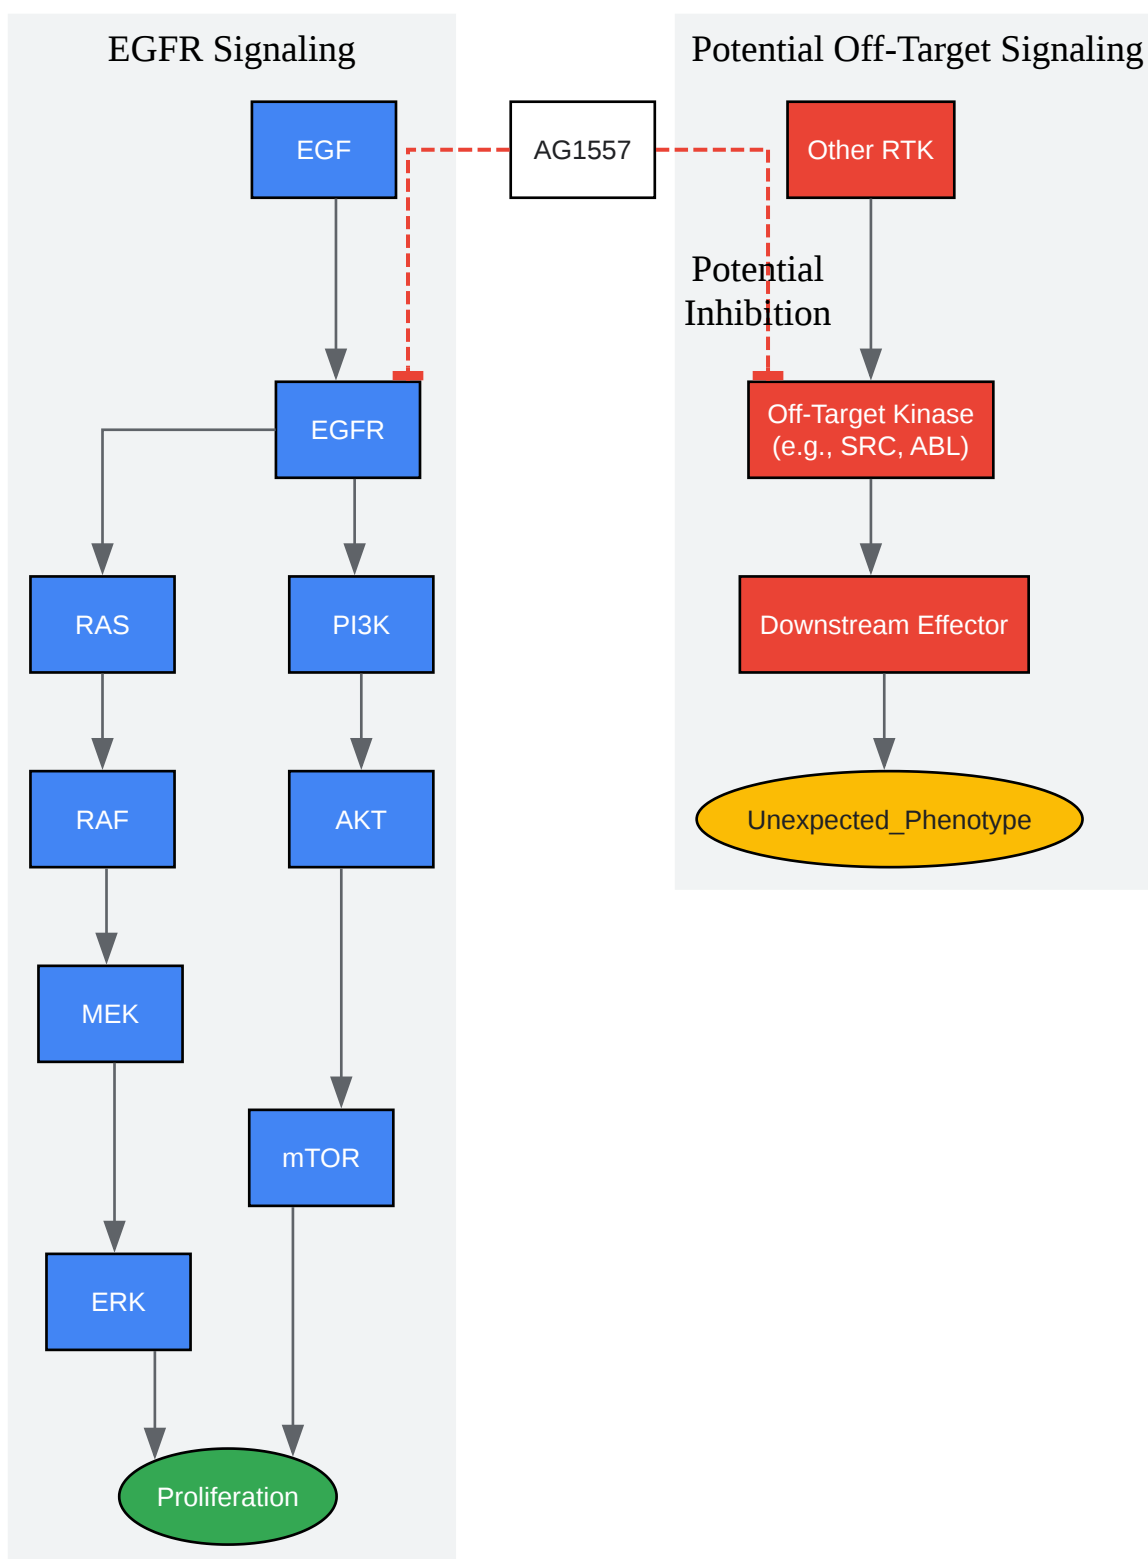 EGFR Signaling
Potential Off-Target Signaling
EGF
AG1557
Other RTK
Potential
Inhibition
EGFR
Off-Target Kinase
(e.g., SRC, ABL)
RAS
PI3K
Downstream Effector
RAF
AKT
Unexpected_Phenotype
MEK
mTOR
ERK
Proliferation